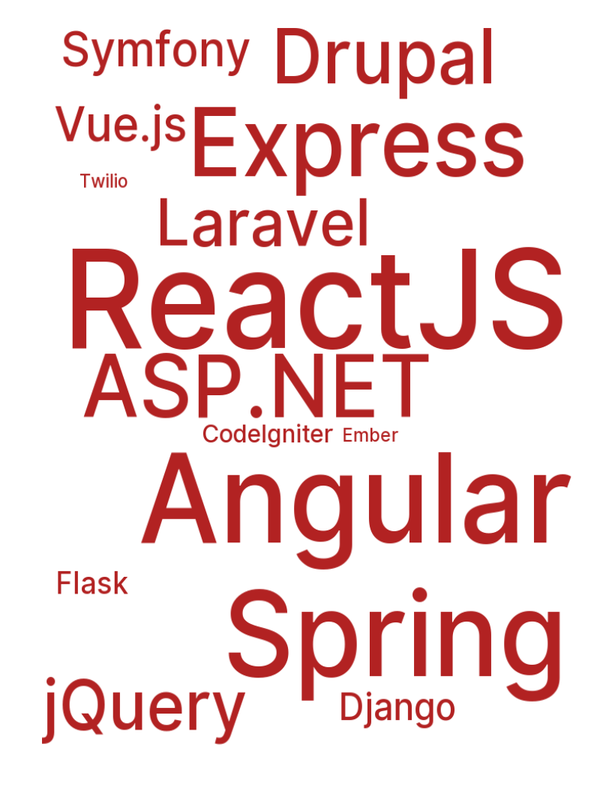 Symfony Drupal
Vue.js Express
Twilio
Laravel
ReactJS
ASP.NET
CodeIgniter Ember
Angular
Flask
Spring
jQuery Django